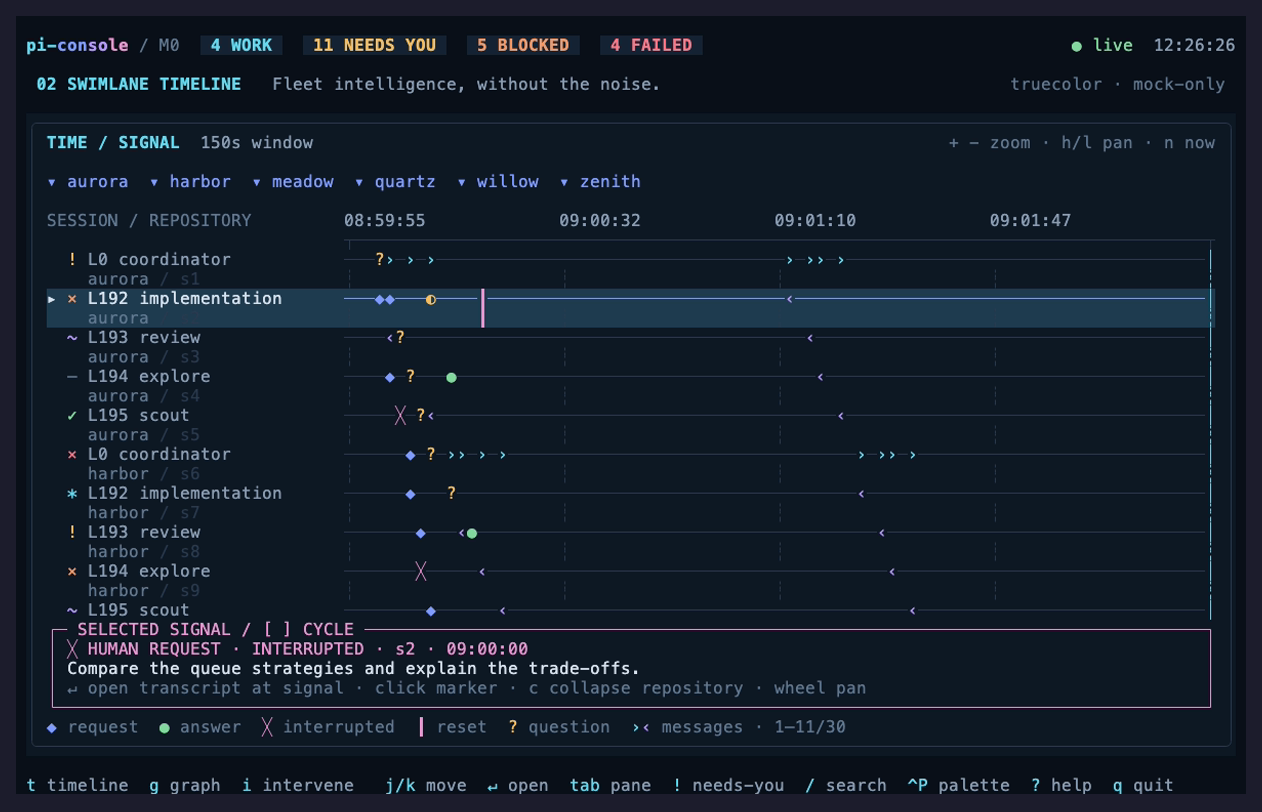 pi-console / M0 4 WORK 11 NEEDS YOU 5 BLOCKED 4 FAILED ● live 12:26:26
02 SWIMLANE TIMELINE Fleet intelligence, without the noise. truecolor · mock-only
TIME / SIGNAL 150s window + − zoom · h/l pan · n now
▾ aurora ▾ harbor ▾ meadow ▾ quartz ▾ willow ▾ zenith
SESSION / REPOSITORY 08:59:55 09:00:32 09:01:10 09:01:47
! L0 coordinator ? › › › › › › ›
aurora / s1
▸ × L192 implementation ◆◆ ◐ ‹
aurora
~ L193 review ‹ ? ‹
aurora / s3
– L194 explore ◆ ? ● ‹
aurora / s4
✓ L195 scout ╳ ? ‹ ‹
aurora / s5
× L0 coordinator ◆ ? › › › › › › › ›
harbor / s6
* L192 implementation ◆ ? ‹
harbor / s7
! L193 review ◆ ‹ ● ‹
harbor / s8
× L194 explore ╳ ‹ ‹
harbor / s9
~ L195 scout ◆ ‹ ‹
SELECTED SIGNAL / [ ] CYCLE
╳ HUMAN REQUEST · INTERRUPTED · s2 · 09:00:00
Compare the queue strategies and explain the trade-offs.
↵ open transcript at signal · click marker · c collapse repository · wheel pan
◆ request ● answer ╳ interrupted ┃ reset ? question ›‹ messages · 1–11/30
t timeline g graph i intervene j/k move ↵ open tab pane ! needs-you / search ^P palette ? help q quit